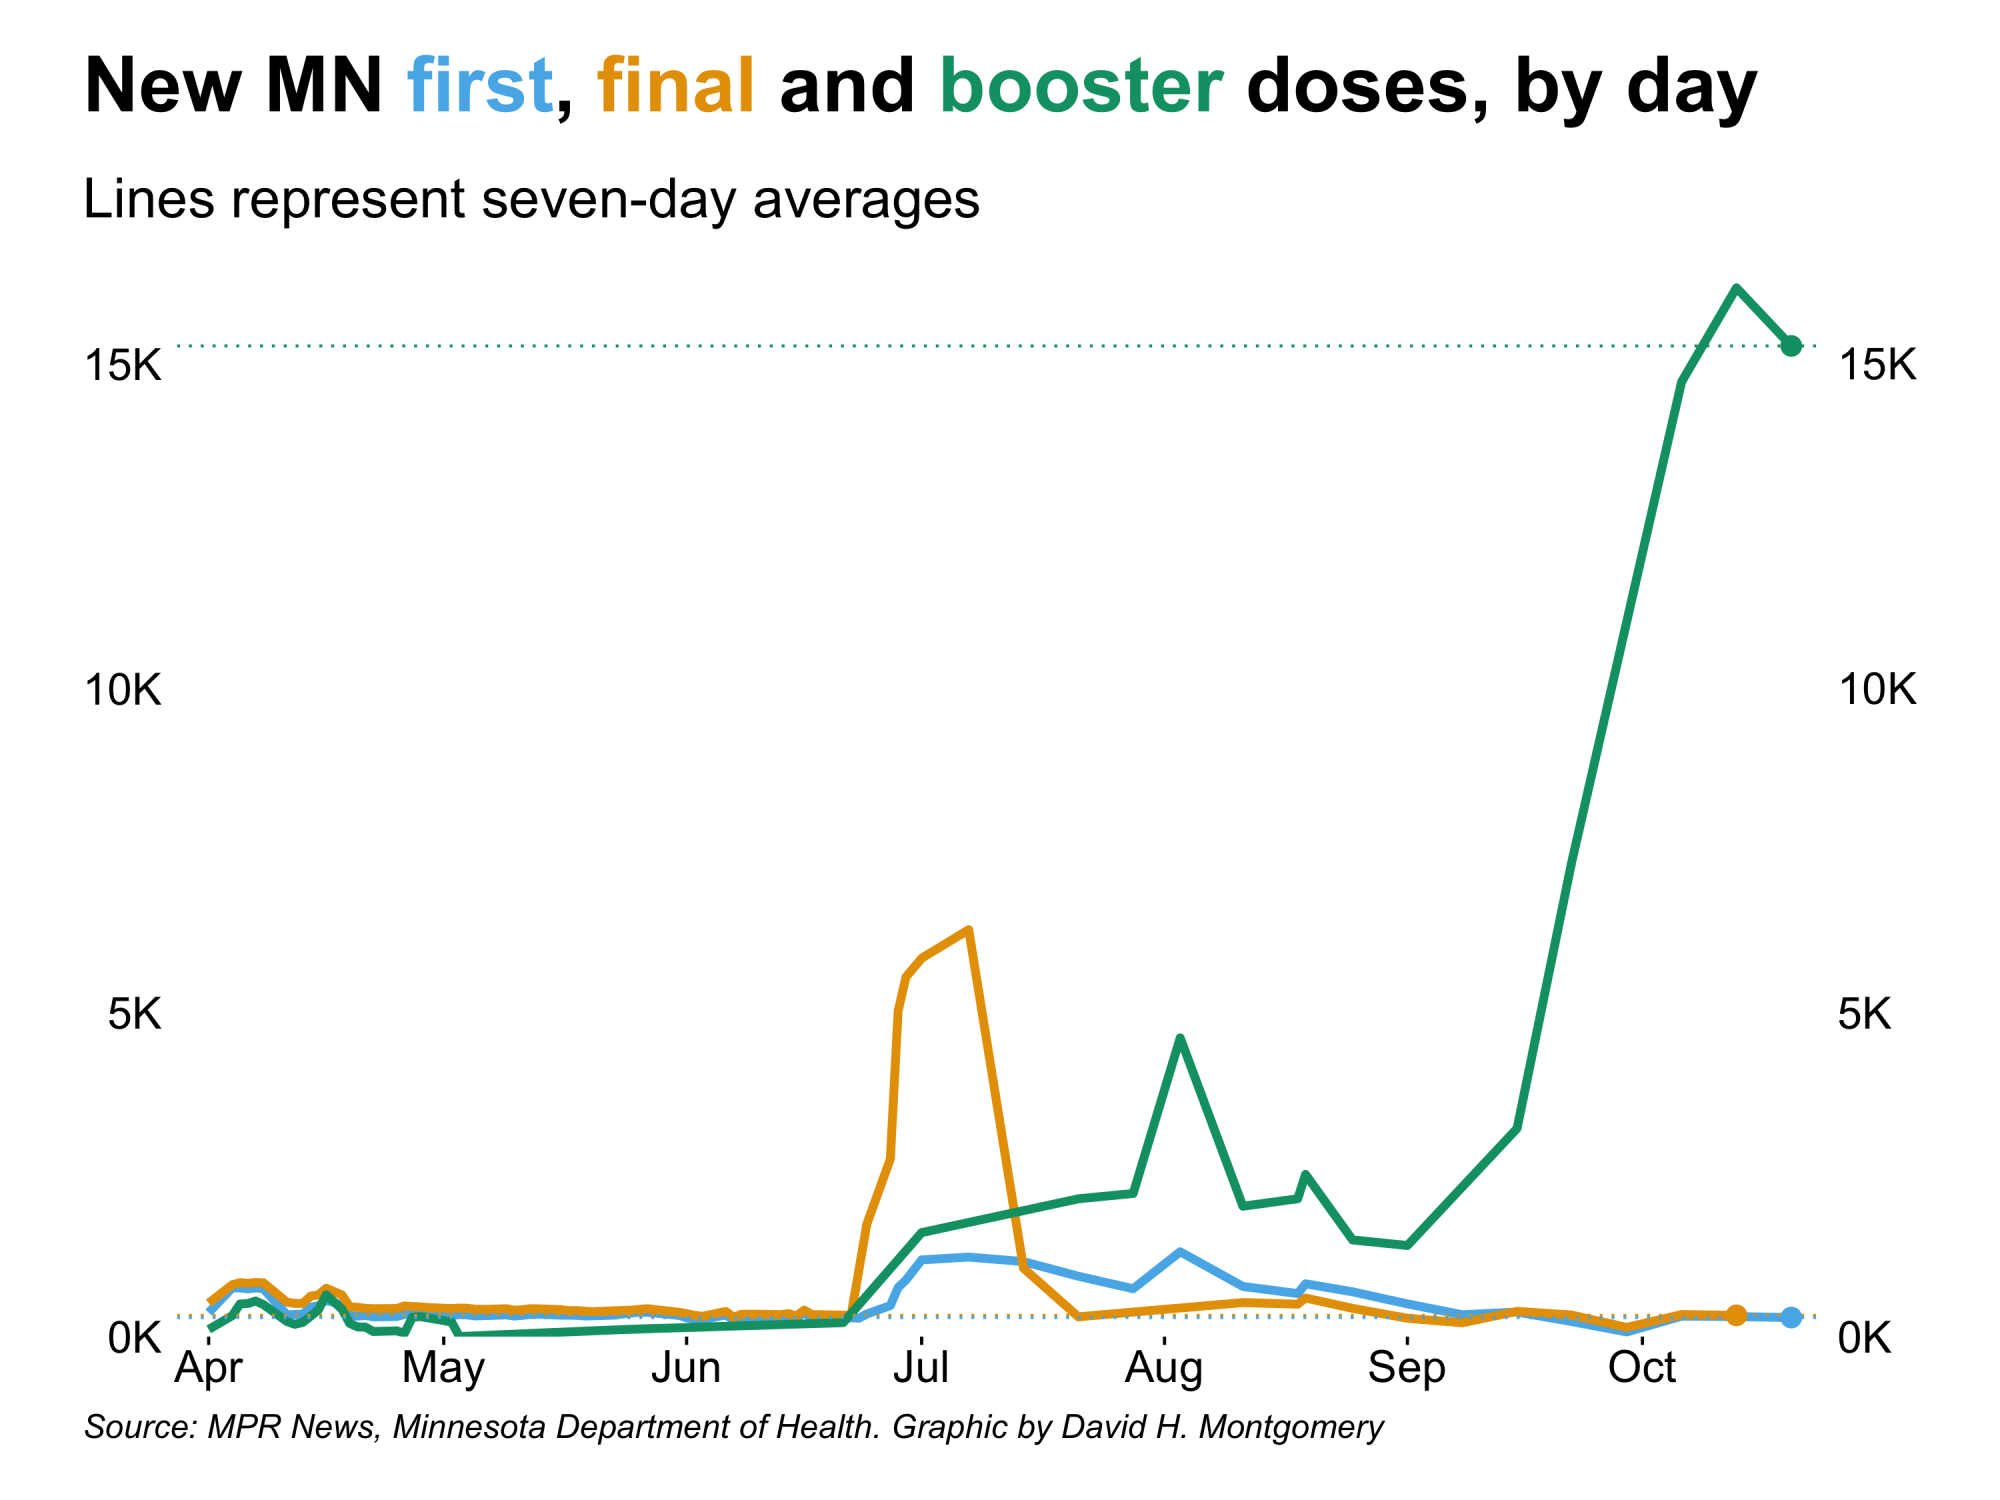 New MN first, final and booster doses, by day
Lines represent seven-day averages
15K 15K
10K 10K
5K 5K
0K 0K
Apr May Jun Jul Aug Sep Oct
Source: MPR News, Minnesota Department of Health. Graphic by David H. Montgomery